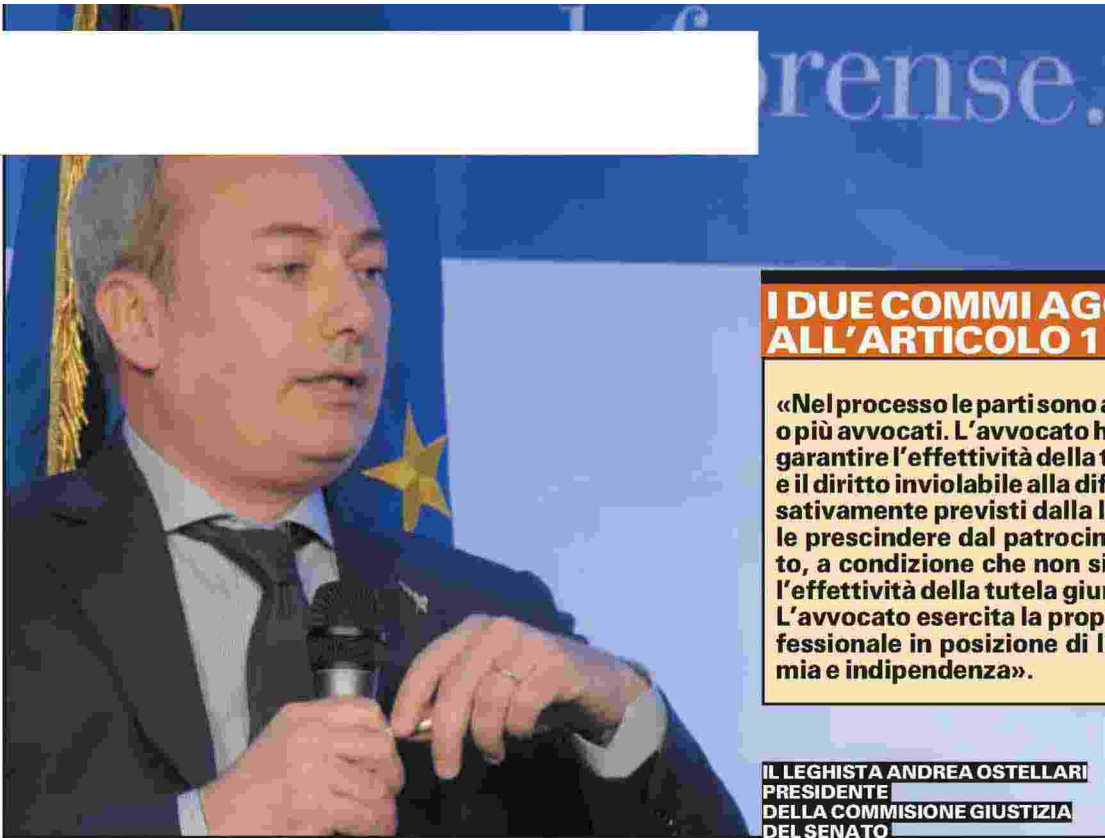 rense.
I DUE COMMI AG
ALL'ARTICOLO 1
«Nel processo le parti sono a
o più avvocati. L'avvocato h
garantire l'effettività della t
e il diritto inviolabile alla dif
sativamente previsti dalla l
le prescindere dal patrocin
to, a condizione che non si
l'effettività della tutela giu
L'avvocato esercita la prop
fessionale in posizione di l
mia e indipendenza».
IL LEGHISTA ANDREA OSTELLARI
PRESIDENTE
DELLA COMMISIONE GIUSTIZIA
DEL SENATO